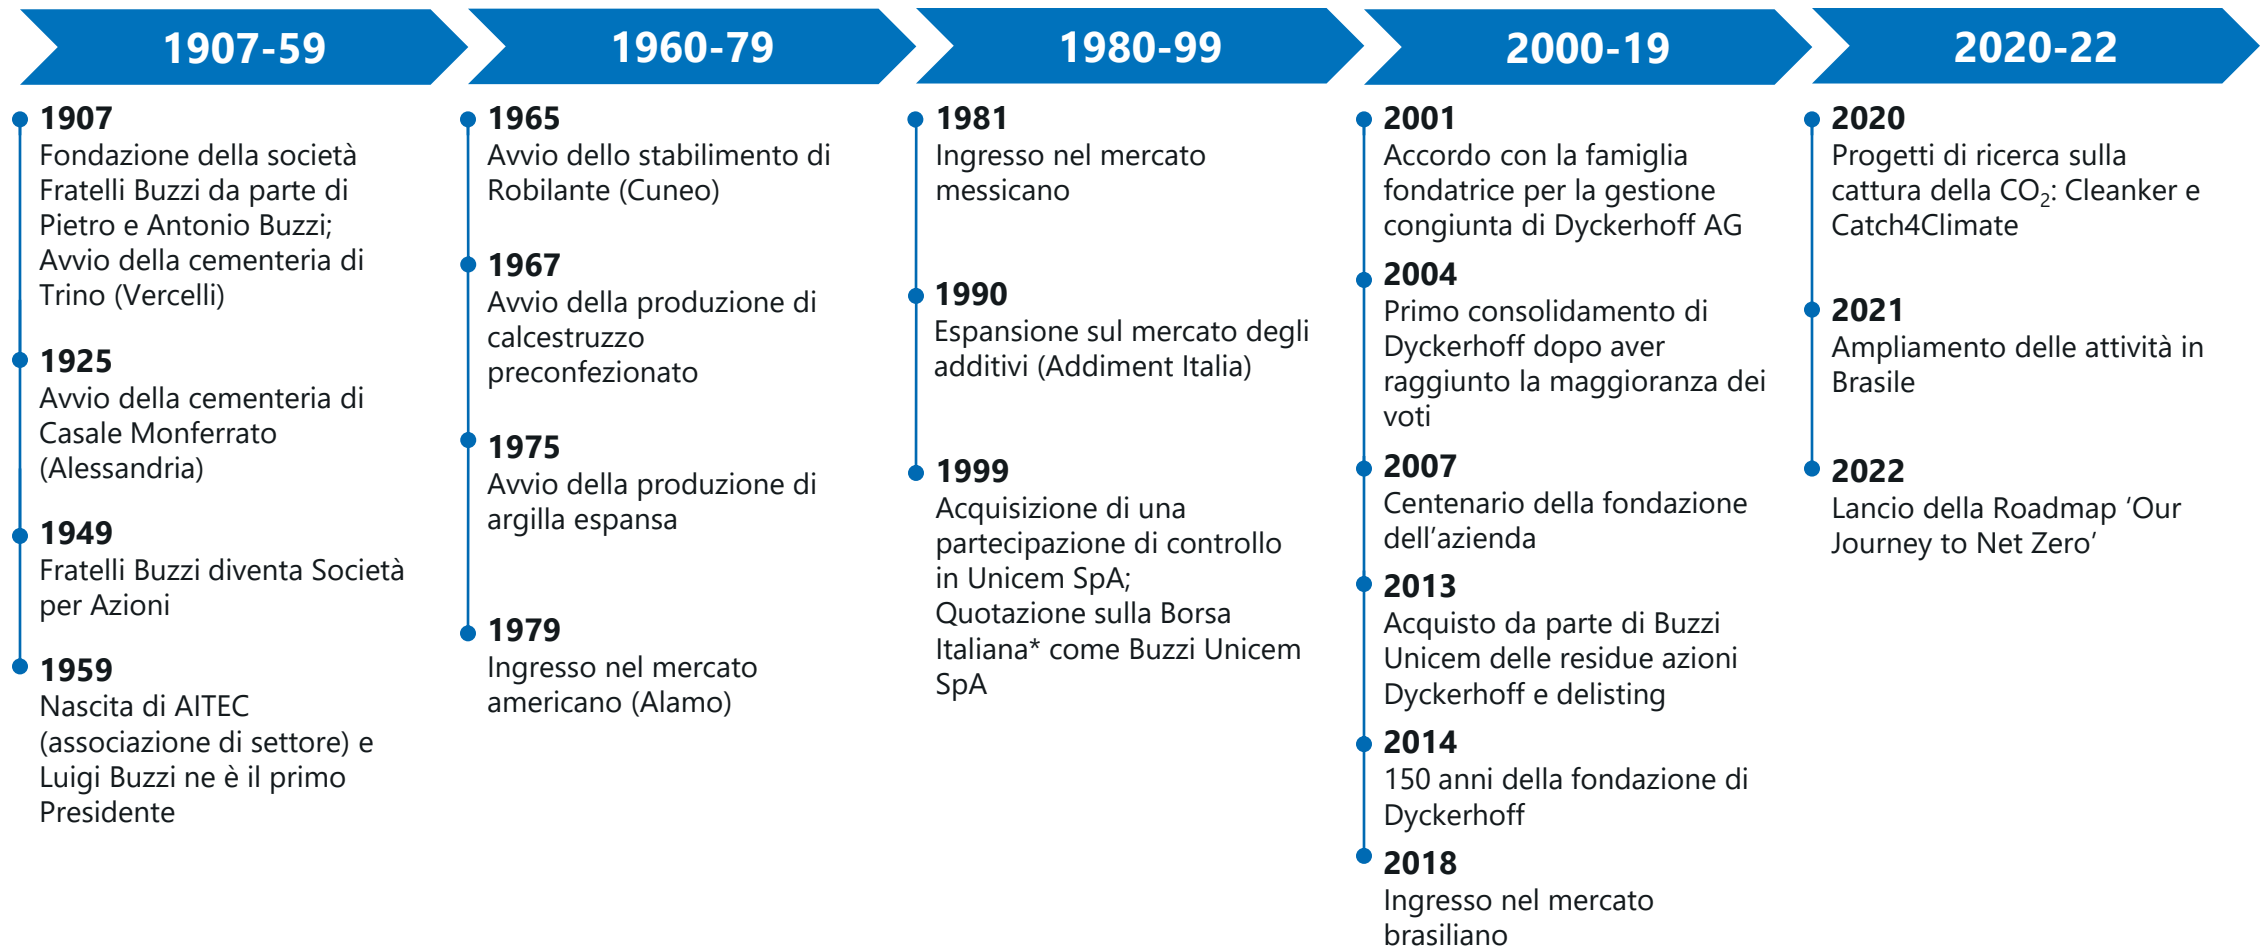 1907-59
1907
Fondazione della società
Fratelli Buzzi da parte di
Pietro e Antonio Buzzi;
Avvio della cementeria di
Trino (Vercelli)
1925
Avvio della cementeria di
Casale Monferrato
(Alessandria)
1949
Fratelli Buzzi diventa Società
per Azioni
1959
Nascita di AITEC
(associazione di settore) e
Luigi Buzzi ne è il primo
Presidente
1960-79
1965
Avvio dello stabilimento di
Robilante (Cuneo)
1967
Avvio della produzione di
calcestruzzo
preconfezionato
1975
Avvio della produzione di
argilla espansa
1979
Ingresso nel mercato
americano (Alamo)
1980-99
1981
Ingresso nel mercato
messicano
1990
Espansione sul mercato degli
additivi (Addiment Italia)
1999
Acquisizione di una
partecipazione di controllo
in Unicem SpA;
Quotazione sulla Borsa
Italiana* come Buzzi Unicem
SpA
2000-19
2001
Accordo con la famiglia
fondatrice per la gestione
congiunta di Dyckerhoff AG
2004
Primo consolidamento di
Dyckerhoff dopo aver
raggiunto la maggioranza dei
voti
2007
Centenario della fondazione
dell’azienda
2013
Acquisto da parte di Buzzi
Unicem delle residue azioni
Dyckerhoff e delisting
2014
150 anni della fondazione di
Dyckerhoff
2018
Ingresso nel mercato
brasiliano
2020-22
2020
Progetti di ricerca sulla
cattura della CO₂: Cleanker e
Catch4Climate
2021
Ampliamento delle attività in
Brasile
2022
Lancio della Roadmap ‘Our
Journey to Net Zero’